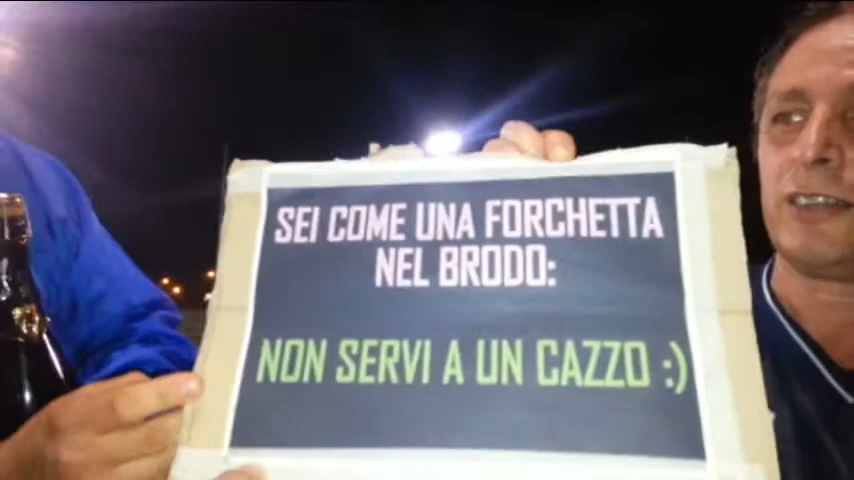 SEI COME UNA FORCHETTA
NEL BRODO:
NON SERVI A UN CAZZO :)